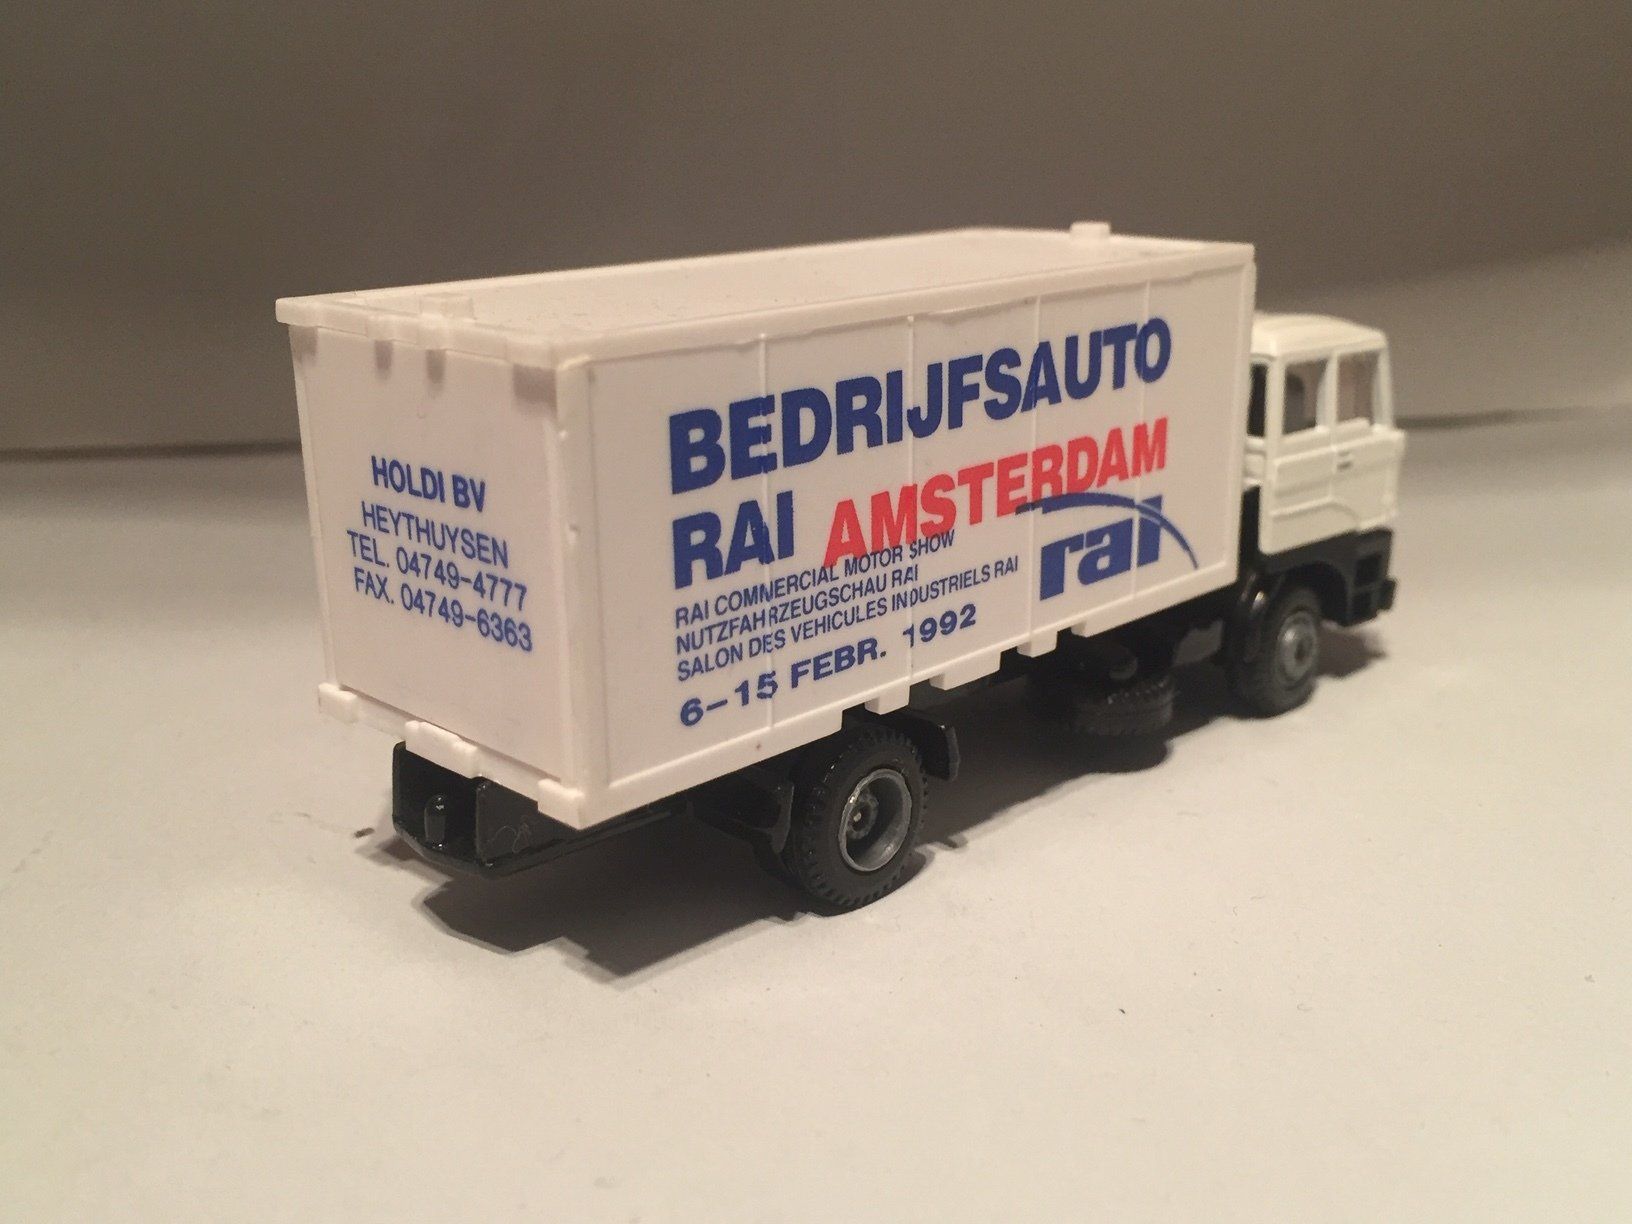 HOLDI BV
HEYTHUYSEN
TEL. 04749-4777
FAX. 04749-6363
BEDRIJFSAUTO
RAI AMSTERDAM
RAI COMMERCIAL MOTOR SHOW
NUTZFAHRZEUGSCHAU RAI
SALON DES VEHICULES INDUSTRIELS RAI
6-15 FEBR. 1992
rai